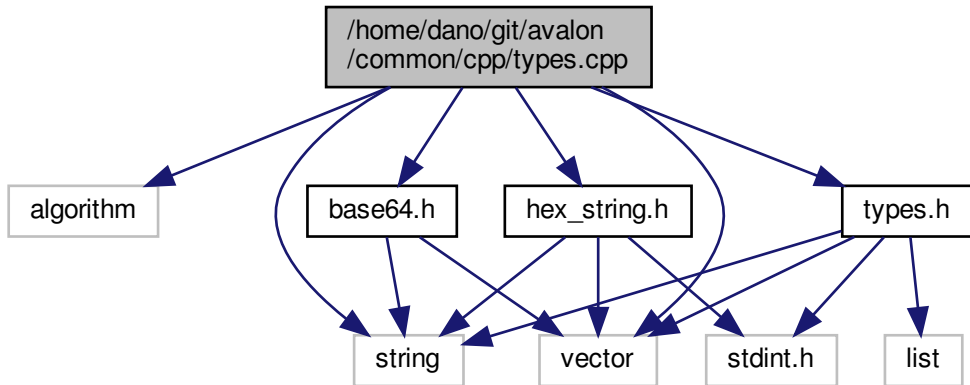 /home/dano/git/avalon
/common/cpp/types.cpp
algorithm
base64.h
hex_string.h
types.h
string
vector
stdint.h
list